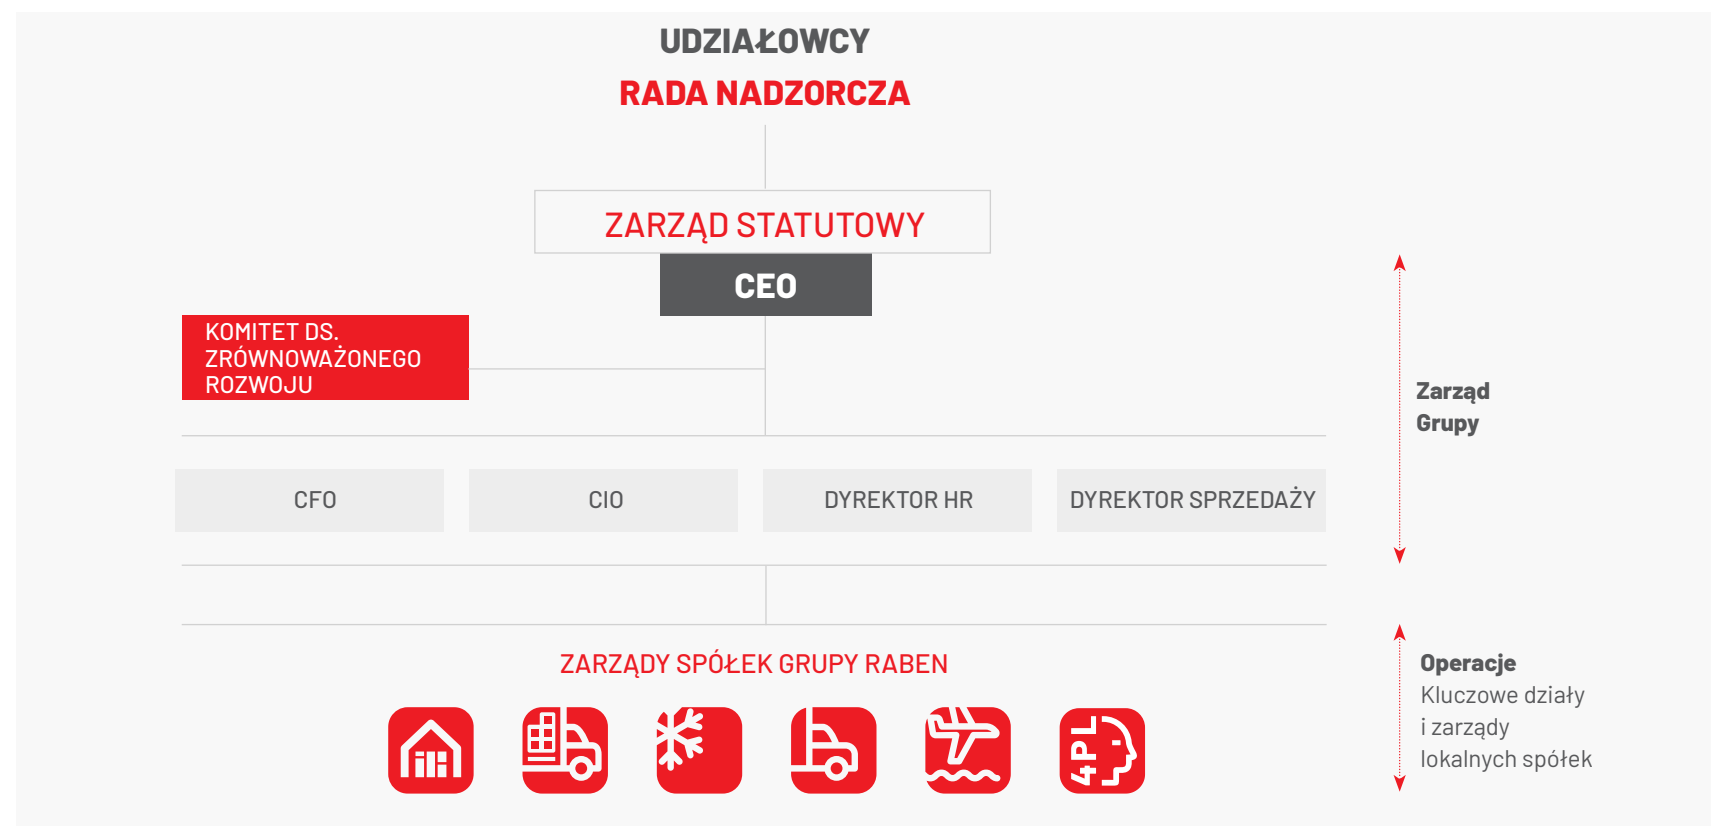 UDZIAŁOWCY
RADA NADZORCZA
ZARZĄD STATUTOWY
CEO
KOMITET DS.
ZRÓWNOWAŻONEGO
ROZWOJU
Zarząd
Grupy
CFO
CIO
DYREKTOR HR
DYREKTOR SPRZEDAŻY
ZARZĄDY SPÓŁEK GRUPY RABEN
Operacje
Kluczowe działy
i zarządy
lokalnych spółek
4PL